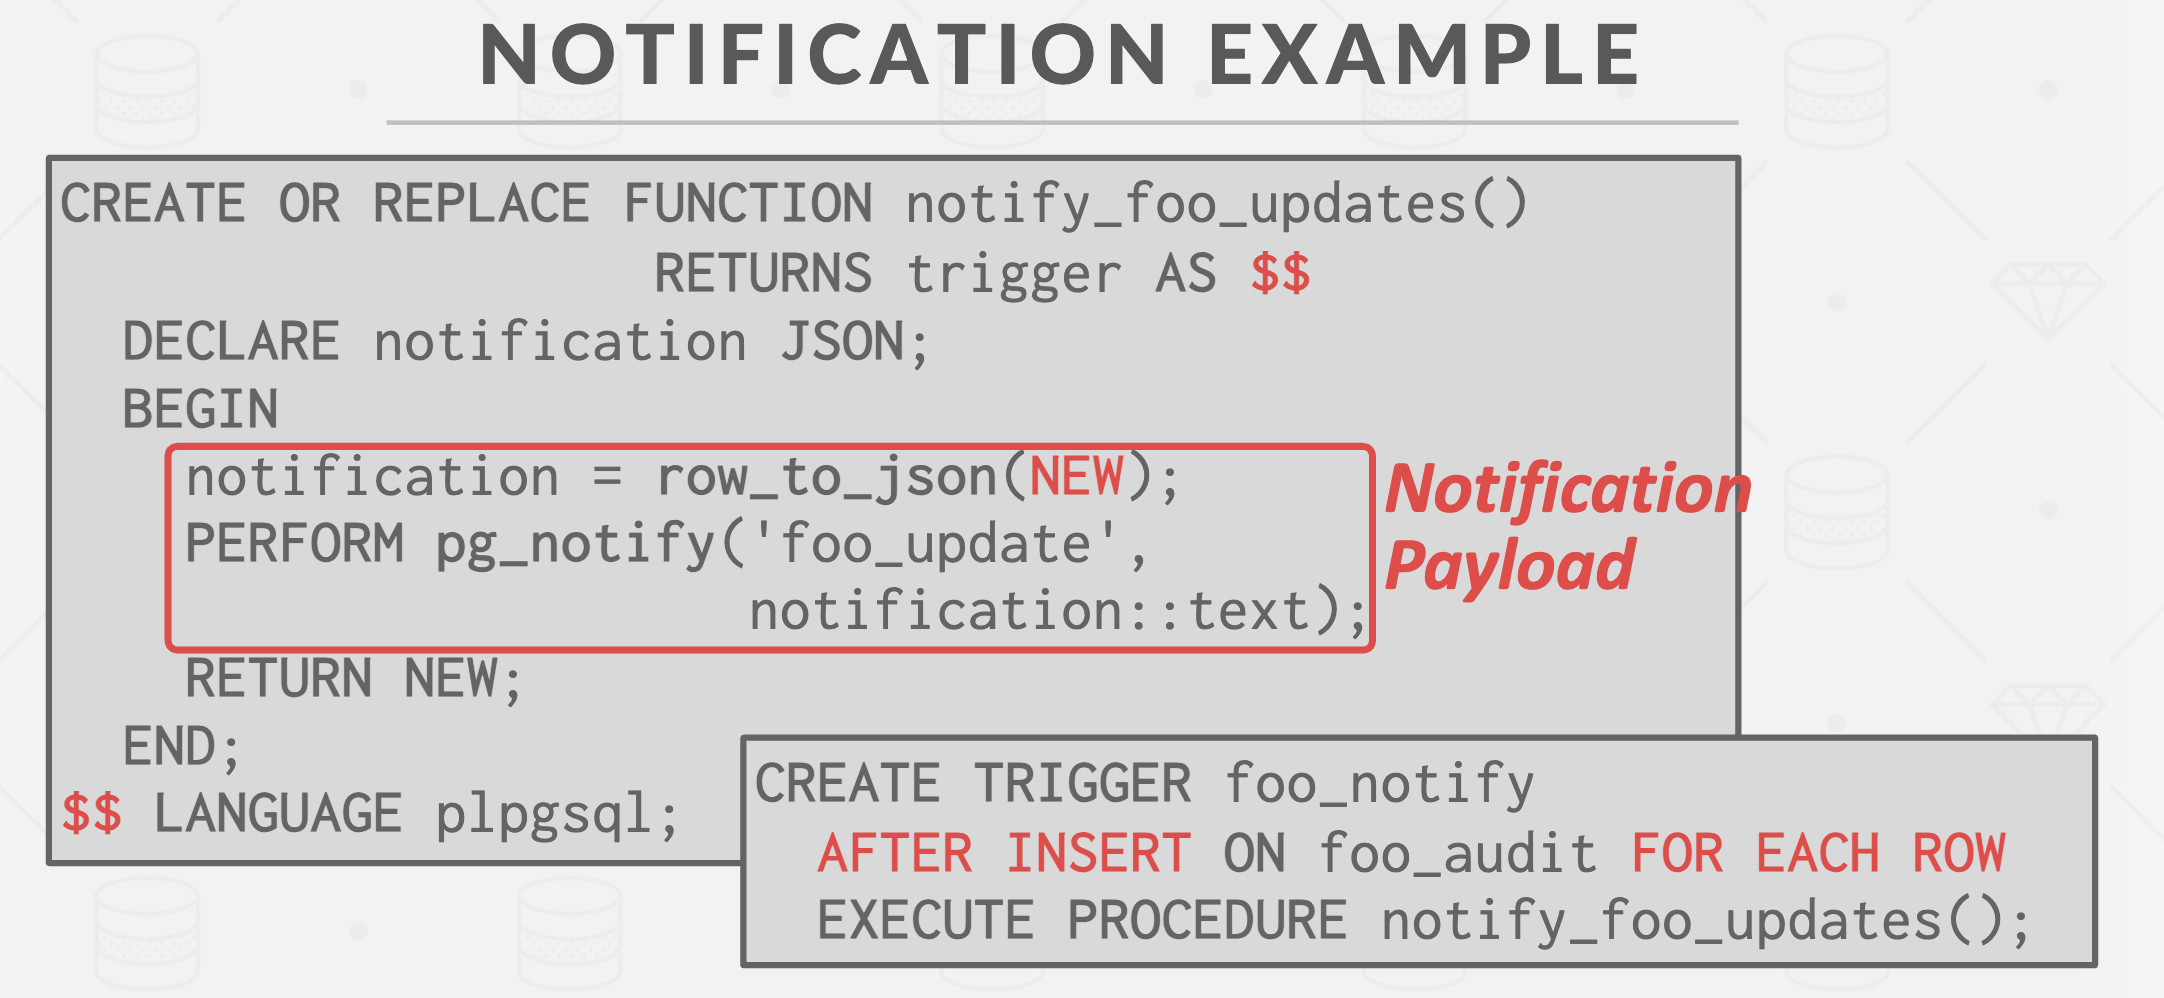 NOTIFICATION EXAMPLE
CREATE OR REPLACE FUNCTION notify_foo_updates()
RETURNS trigger AS $$
DECLARE notification JSON;
BEGIN
notification = row_to_json(NEW);
PERFORM pg_notify('foo_update',
notification::text);
Notification
Payload
RETURN NEW;
END;
$$ LANGUAGE plpgsql;
CREATE TRIGGER foo_notify
AFTER INSERT ON foo_audit FOR EACH ROW
EXECUTE PROCEDURE notify_foo_updates();